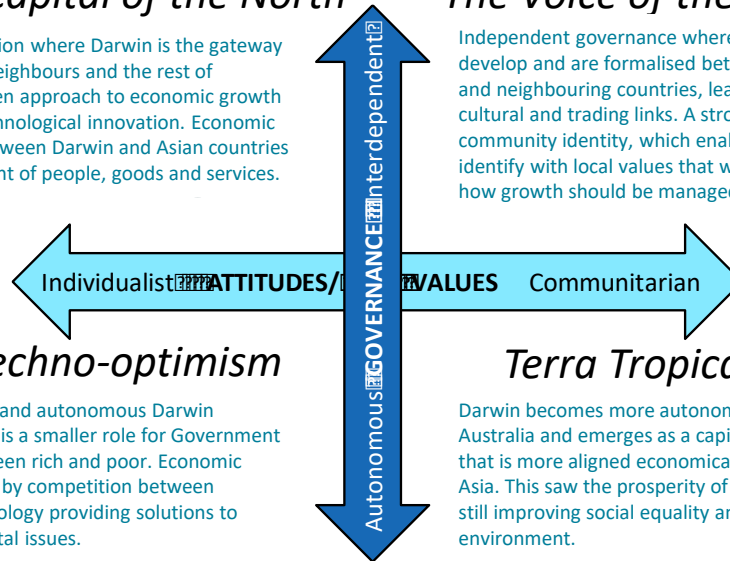 Capital of the North
The Voice of the
ion where Darwin is the gateway
eighbours and the rest of
en approach to economic growth
hnological innovation. Economic
ween Darwin and Asian countries
nt of people, goods and services.
Independent governance where
develop and are formalised bet
and neighbouring countries, lea
cultural and trading links. A stro
community identity, which enal
identify with local values that w
how growth should be managed
Autonomous GOVERNANCE Interdependent
Individualist ATTITUDES/ VALUES Communitarian
echno-optimism
and autonomous Darwin
is a smaller role for Government
een rich and poor. Economic
by competition between
ology providing solutions to
tal issues.
Terra Tropica
Darwin becomes more autonom
Australia and emerges as a capi
that is more aligned economica
Asia. This saw the prosperity of
still improving social equality an
environment.